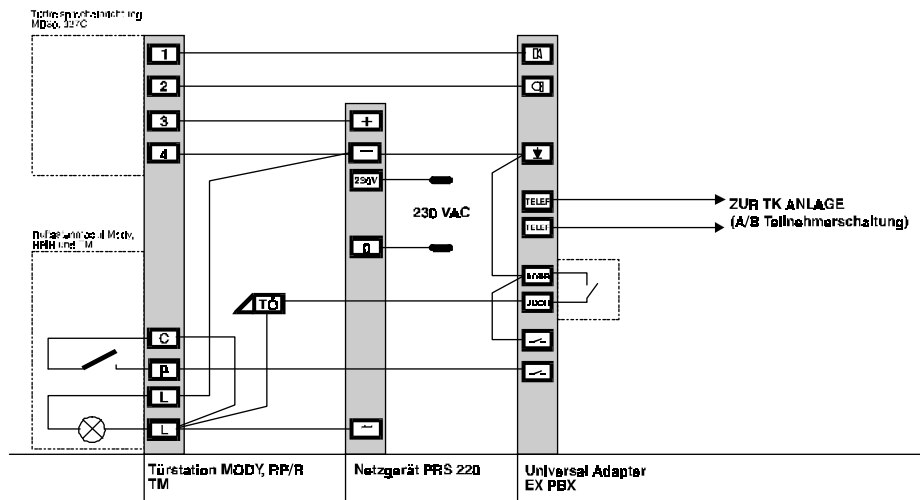 1
2
3
4
+
230V
230 VAC
0
TELEF
TELEF
ZUR TK ANLAGE
(A/B Teilnehmerschaltung)
TÖ
C
P
L
L
Türstation MODY, RP/R
TM
Netzgerät PRS 220
Universal Adapter
EX PBX